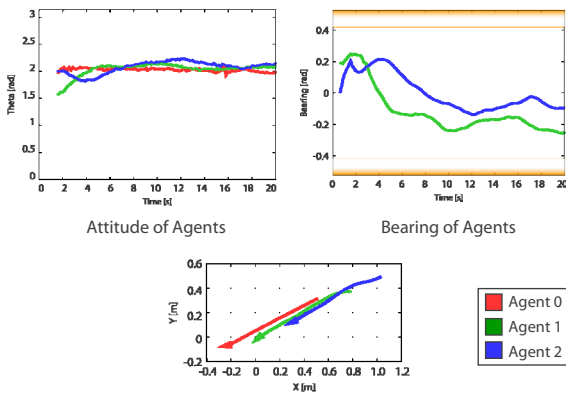 Theta [rad]
3
2.5
2
1.5
1
0.5
0
0 2 4 6 8 10 12 14 16 18 20
Time [s]
Attitude of Agents
Bearing [rad]
0.4
0.2
0
-0.2
0,4
0 2 4 6 8 10 12 14 16 18 20
Time [s]
Bearing of Agents
Y [m]
0.6
0.4
0.2
0
0.2
-0.4 -0.2 0 0.2 0.4 0.6 0.8 1.0 1.2
X [m]
Agent 0
Agent 1
Agent 2